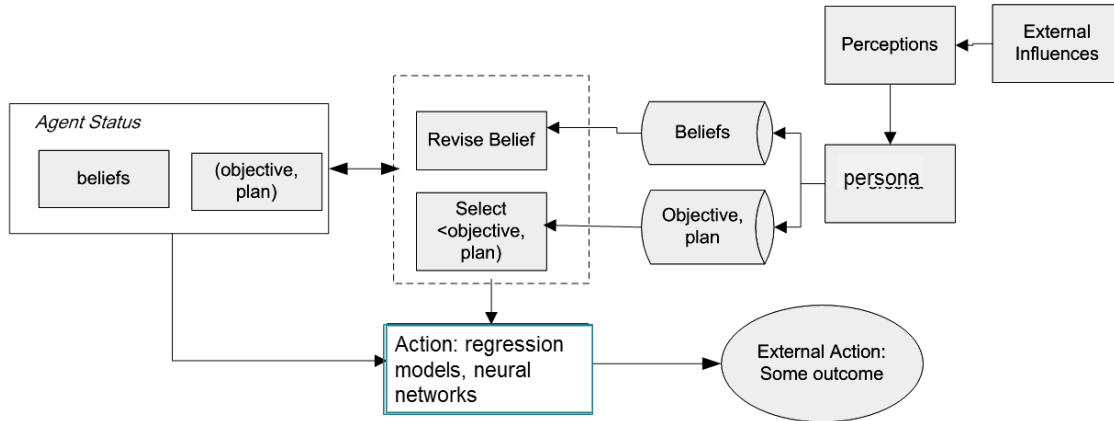 External
Influences
Perceptions
Agent Status
beliefs
(objective,
plan)
Revise Belief
Beliefs
persona
Select
<objective,
plan)
Objective,
plan
Action: regression
models, neural
networks
External Action:
Some outcome